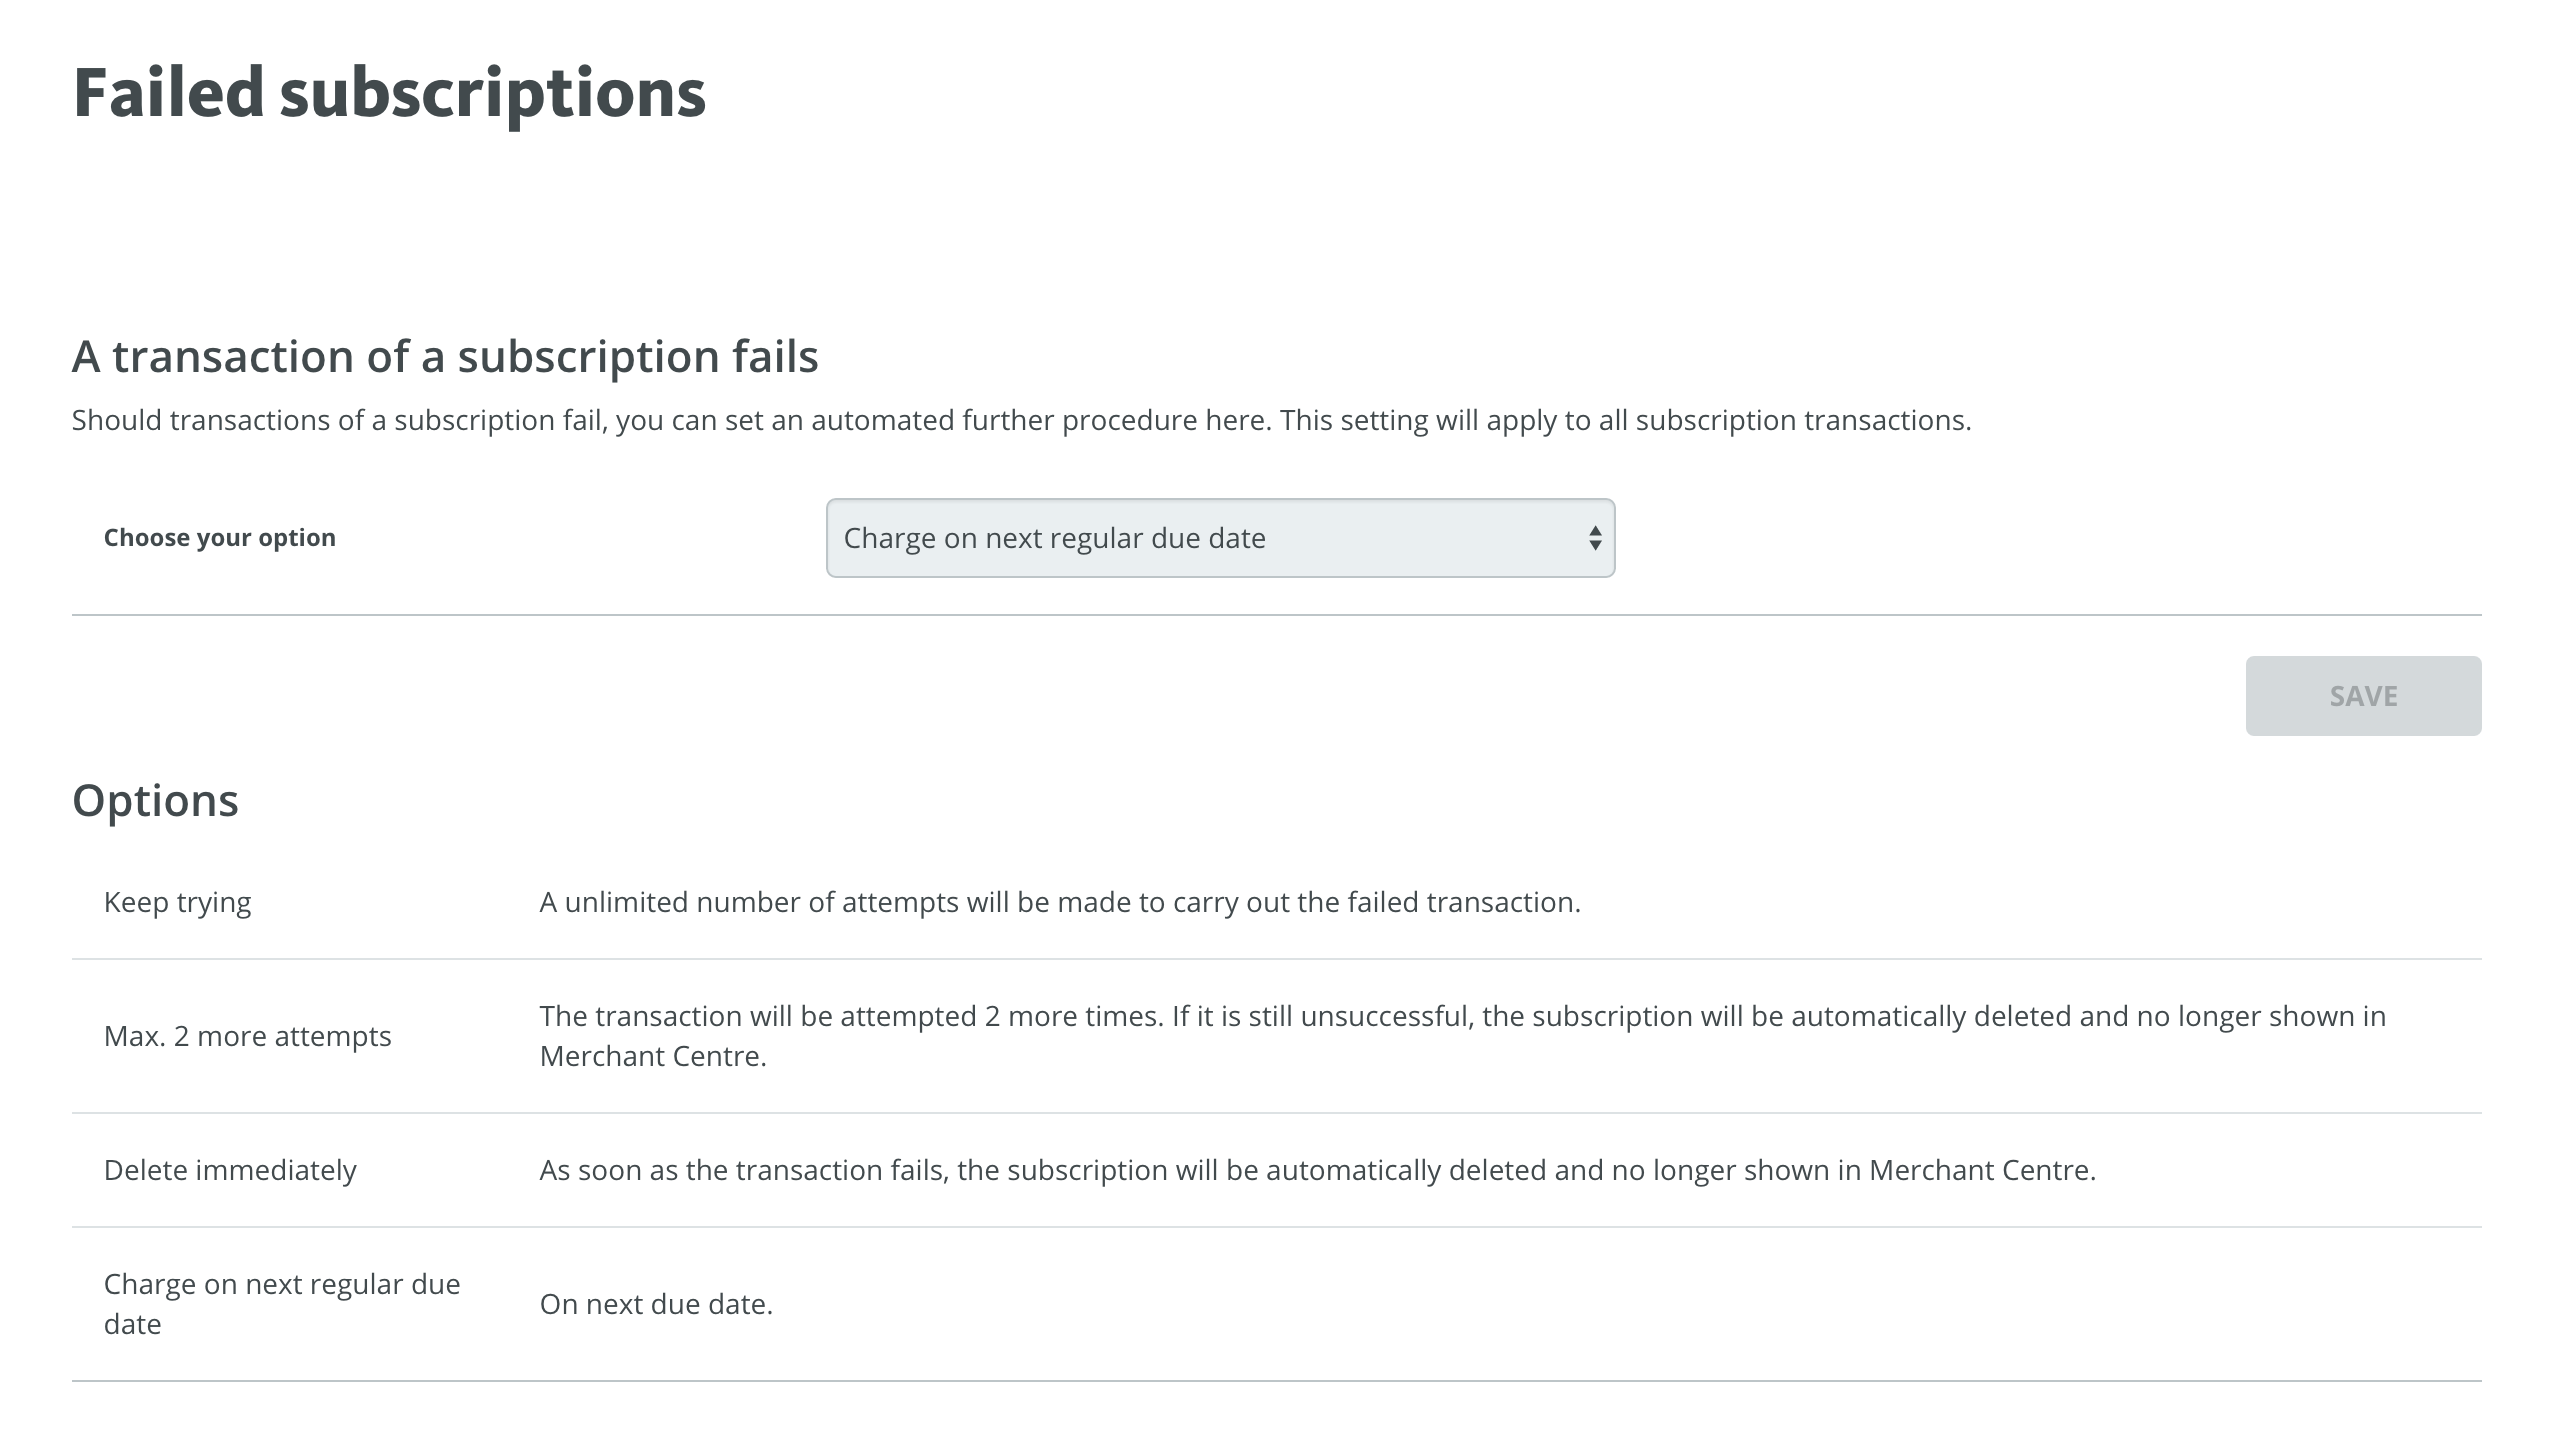 Failed subscriptions
A transaction of a subscription fails
Should transactions of a subscription fail, you can set an automated further procedure here. This setting will apply to all subscription transactions.
Choose your option
Charge on next regular due date
SAVE
Options
Keep trying
A unlimited number of attempts will be made to carry out the failed transaction.
Max. 2 more attempts
The transaction will be attempted 2 more times. If it is still unsuccessful, the subscription will be automatically deleted and no longer shown in
Merchant Centre.
Delete immediately
As soon as the transaction fails, the subscription will be automatically deleted and no longer shown in Merchant Centre.
Charge on next regular due
date
On next due date.